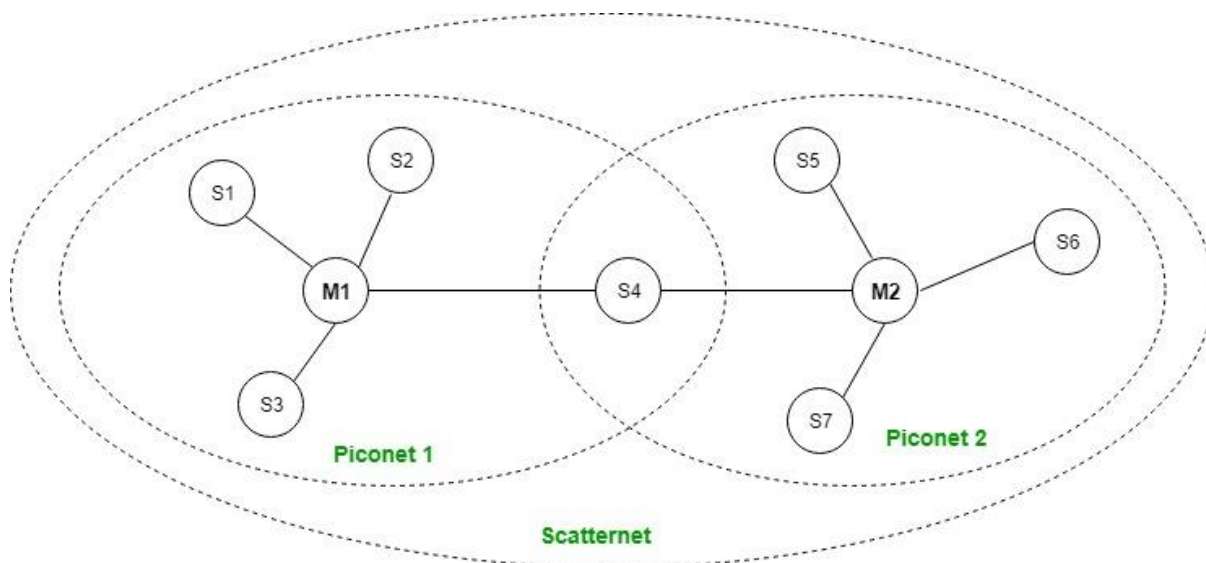 S2
S5
S1
S6
M1
S4
M2
S3
S7
Piconet 1
Piconet 2
Scatternet